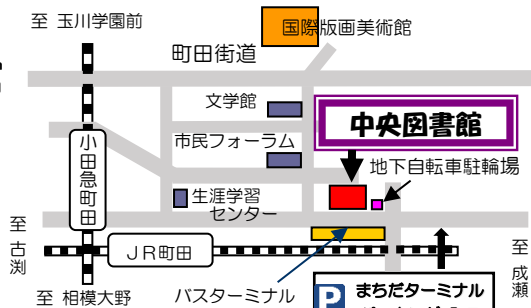 至 玉川学園前
国際版画美術館
町田街道
文学館
中央図書館
市民フォーラム
地下自転車駐輪場
小田急町田
生涯学習
センター
至 古淵
JR町田
至 成瀬
至 相模大野
バスターミナル
P まちだターミナル